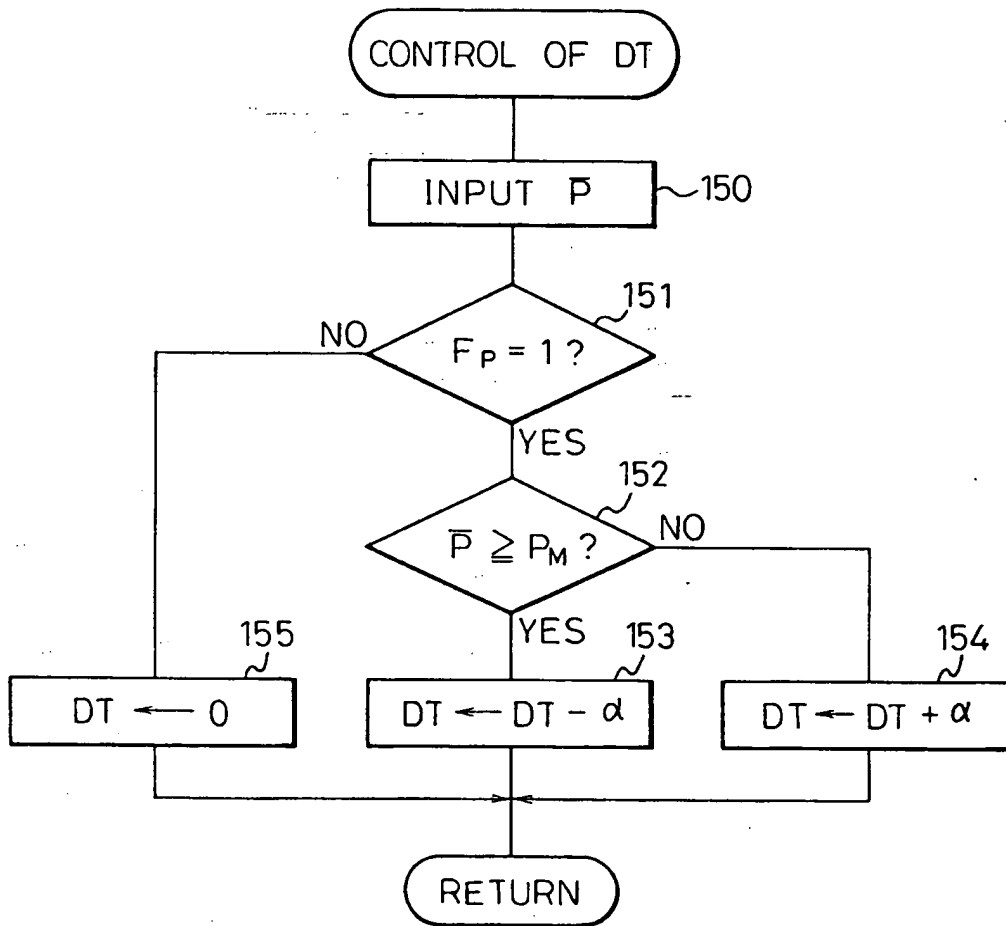 CONTROL OF DT
INPUT P̅
150
151
NO
F_P = 1 ?
YES
152
P̅ ≧ P_M ?
NO
YES
155
153
154
DT ← 0
DT ← DT - α
DT ← DT + α
RETURN